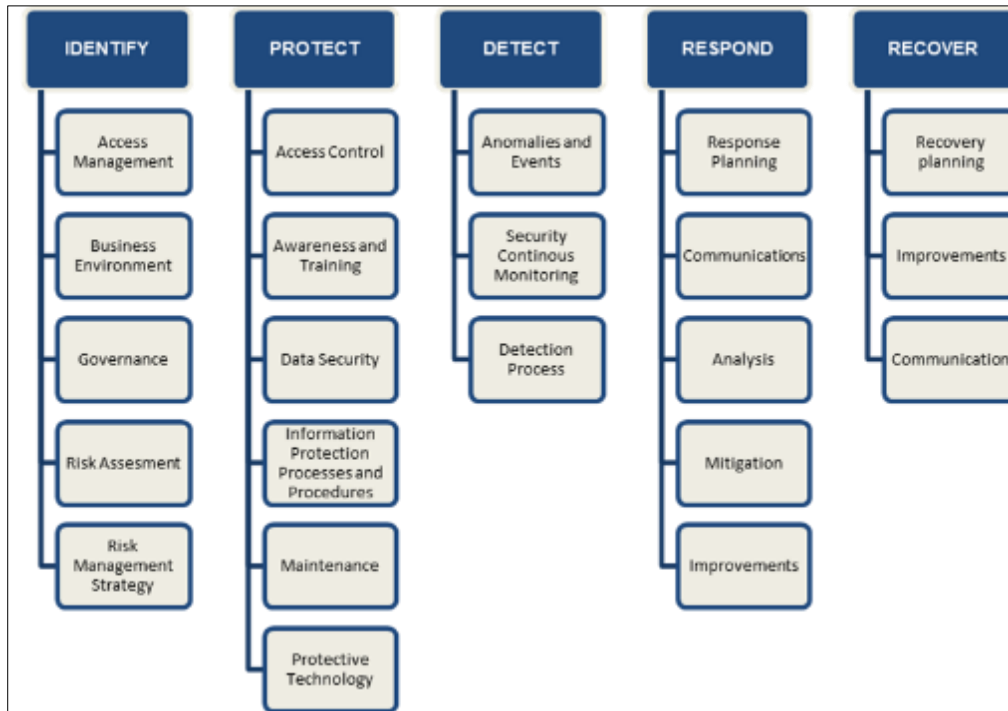 IDENTIFY
Access
Management
Business
Environment
Governance
Risk Assesment
Risk
Management
Strategy
PROTECT
Access Control
Awareness and
Training
Data Security
Information
Protection
Processes and
Procedures
Maintenance
Protective
Technology
DETECT
Anomalies and
Events
Security
Continous
Monitoring
Detection
Process
RESPOND
Response
Planning
Communications
Analysis
Mitigation
Improvements
RECOVER
Recovery
planning
Improvements
Communication